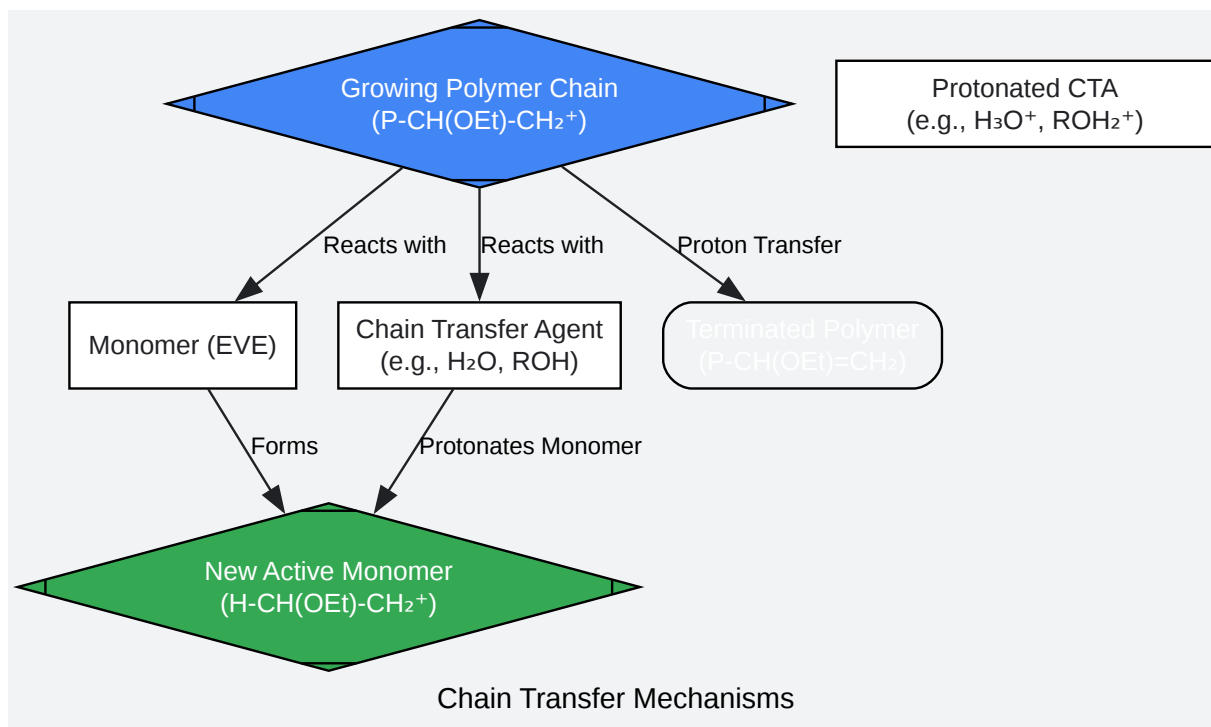 Growing Polymer Chain
(P-CH(OEt)-CH₂⁺)
Protonated CTA
(e.g., H₃O⁺, ROH₂⁺)
Reacts with
Reacts with
Proton Transfer
Monomer (EVE)
Chain Transfer Agent
(e.g., H₂O, ROH)
Terminated Polymer
(P-CH(OEt)=CH₂)
Forms
Protonates Monomer
New Active Monomer
(H-CH(OEt)-CH₂⁺)
Chain Transfer Mechanisms